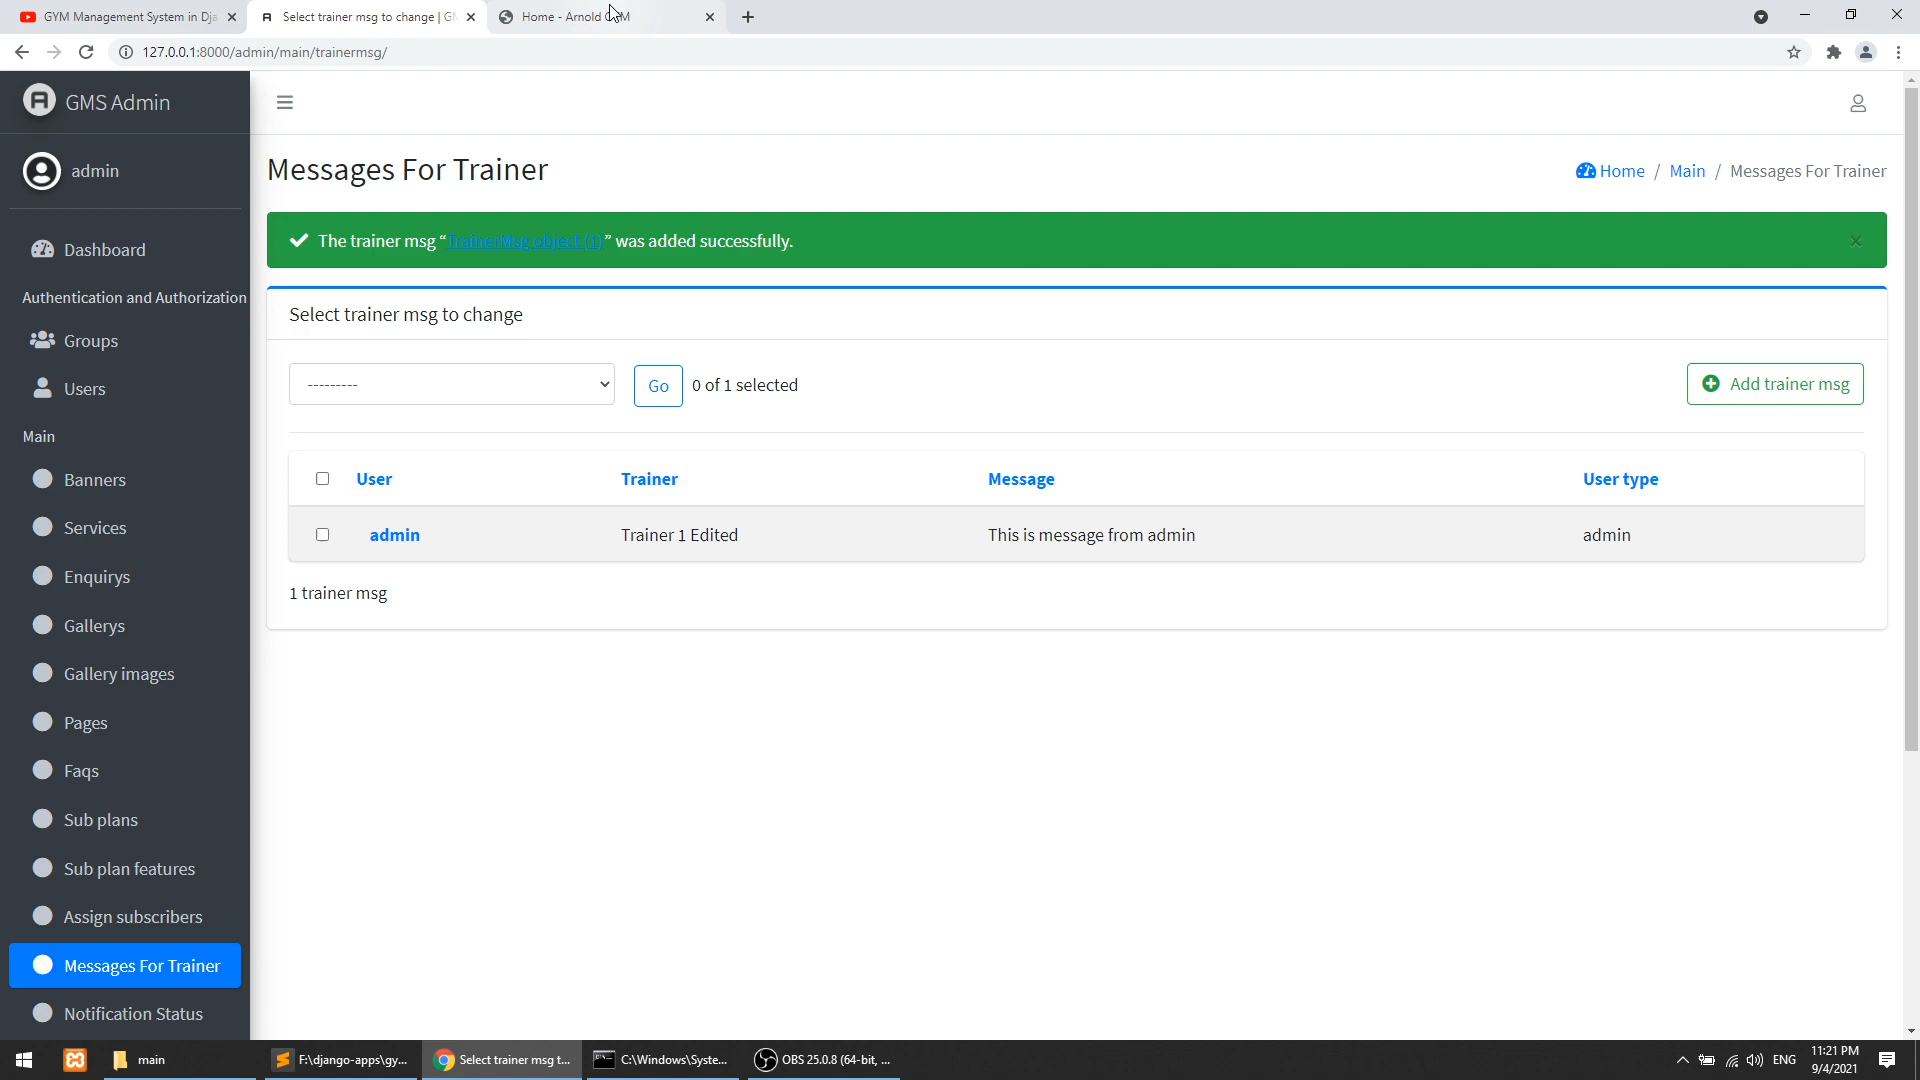 GYM Management System in Dja
Select trainer msg to change | GM
Home - Arnold GYM
127.0.0.1:8000/admin/main/trainermsg/
GMS Admin
admin
Messages For Trainer
Home / Main / Messages For Trainer
The trainer msg “TrainerMsg object (1)” was added successfully.
×
Dashboard
Authentication and Authorization
Groups
Users
Main
Banners
Services
Enquirys
Gallerys
Gallery images
Pages
Faqs
Sub plans
Sub plan features
Assign subscribers
Messages For Trainer
Notification Status
Select trainer msg to change
---------
Go
0 of 1 selected
Add trainer msg
User Trainer Message User type
admin Trainer 1 Edited This is message from admin admin
1 trainer msg
main
F:\django-apps\gy...
Select trainer msg t...
C:\Windows\Syste...
OBS 25.0.8 (64-bit, ...
ENG
11:21 PM
9/4/2021